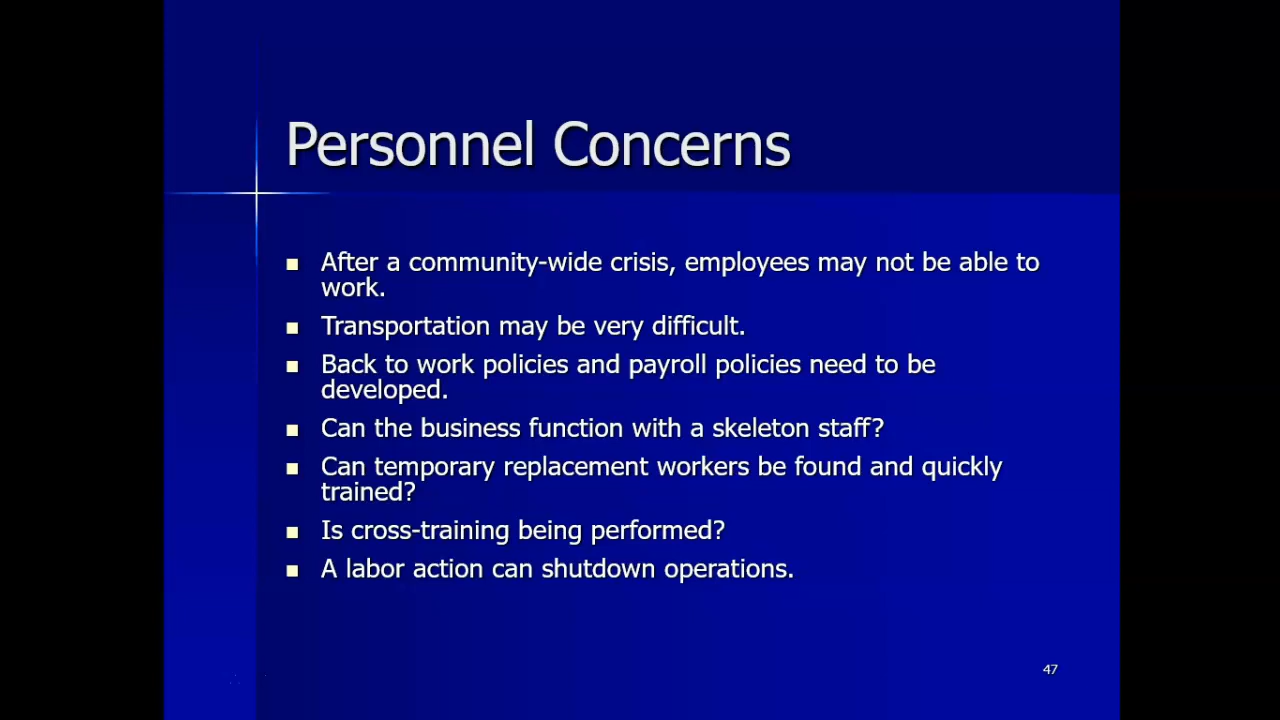 Personnel Concerns
After a community-wide crisis, employees may not be able to
work.
Transportation may be very difficult.
Back to work policies and payroll policies need to be
developed.
Can the business function with a skeleton staff?
Can temporary replacement workers be found and quickly
trained?
Is cross-training being performed?
A labor action can shutdown operations.
47